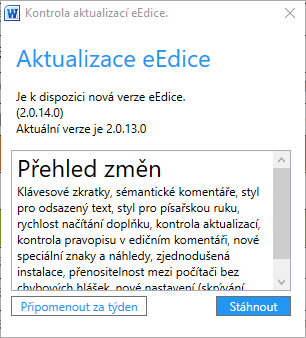 Kontrola aktualizací eEdice.
Aktualizace eEdice
Je k dispozici nová verze eEdice.
(2.0.14.0)
Aktuální verze je 2.0.13.0
Přehled změn
Klávesové zkratky, sémantické komentáře, styl
pro odsazený text, styl pro písařskou ruku,
rychlost načítání doplňku, kontrola aktualizací,
kontrola pravopisu v edičním komentáři, nové
speciální znaky a náhledy, zjednodušená
instalace, přenositelnost mezi počítači bez
chybových hlášek, nové nastavení (skrývání
Připomenout za týden
Stáhnout